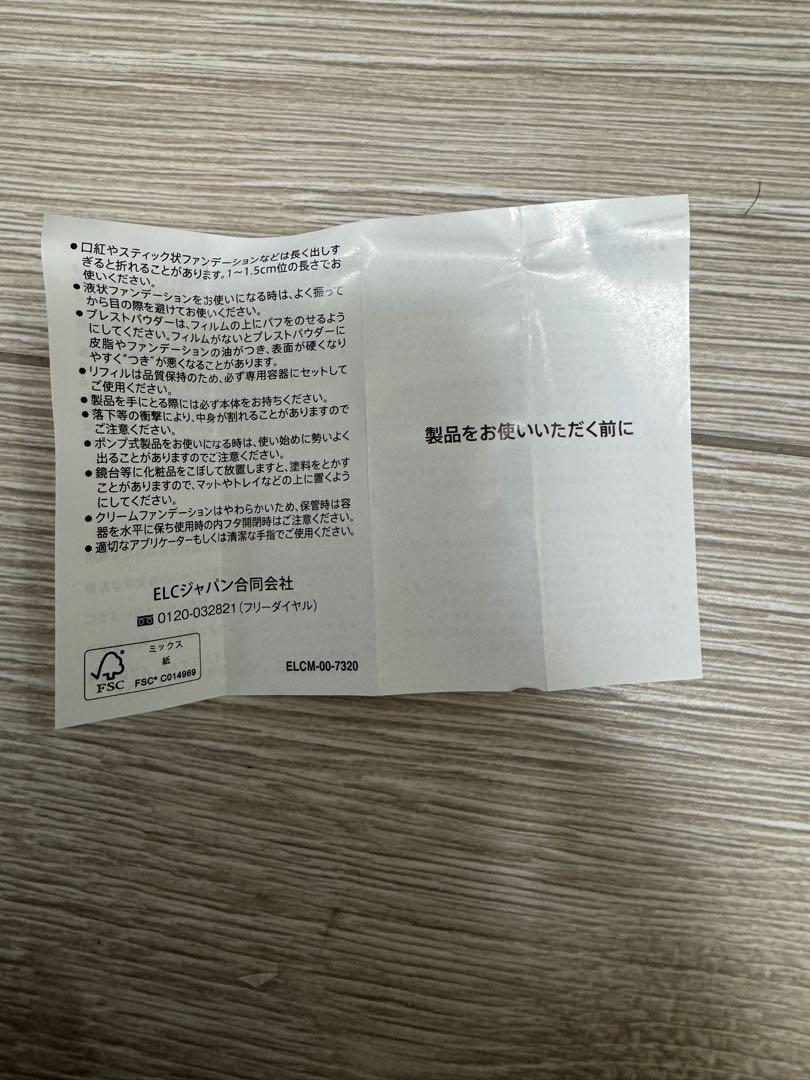 ●口紅やスティック状ファンデーションなどは長く出しす
ぎると折れることがあります。1〜1.5cm位の長さでお
使いください。
●液状ファンデーションをお使いになる時は、よく振って
から目の際を避けてお使いください。
●プレストパウダーは、フィルムの上にパフをのせるよう
にしてください。フィルムがないとプレストパウダーに
皮脂やファンデーションの油がつき、表面が硬くなり
やすく"つき"が悪くなることがあります。
●リフィルは品質保持のため、必ず専用容器にセットして
ご使用ください。
●製品を手にとる際には必ず本体をお持ちください。
●落下等の衝撃により、中身が割れることがありますので
ご注意ください。
●ポンプ式製品をお使いになる時は、使い始めに勢いよく
出ることがありますのでご注意ください。
●鏡台等に化粧品をこぼして放置しますと、塗料をとかす
ことがありますので、マットやトレイなどの上に置くよう
にしてください。
●クリームファンデーションはやわらかいため、保管時は容
器を水平に保ち使用時の内フタ開閉時はご注意ください。
●適切なアプリケーターもしくは清潔な手指でご使用ください。
ELCジャパン合同会社
0120-032821(フリーダイヤル)
ミックス
紙
FSC
FSC® C014969
ELCM-00-7320
製品をお使いいただく前に